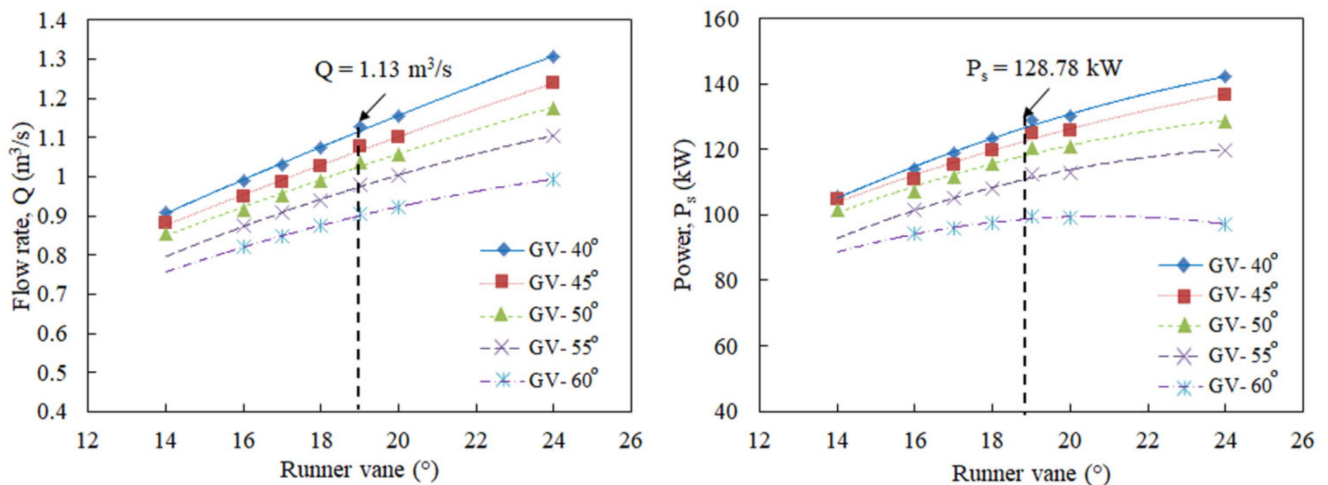 Flow rate, Q (m³/s)
1.4
1.3
1.2
1.1
1
0.9
0.8
0.7
0.6
0.5
0.4
Q = 1.13 m³/s
GV- 40°
GV- 45°
GV- 50°
GV- 55°
GV- 60°
12 14 16 18 20 22 24 26
Runner vane (°)
Power, Pₛ (kW)
160
140
120
100
80
60
40
Pₛ = 128.78 kW
GV- 40°
GV- 45°
GV- 50°
GV- 55°
GV- 60°
12 14 16 18 20 22 24 26
Runner vane (°)